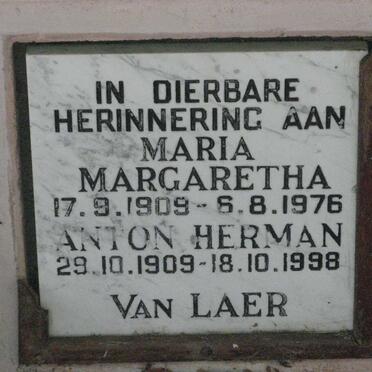 IN DIERBARE
HERINNERING AAN
MARIA
MARGARETHA
17.9.1909 - 6.8.1976
ANTON HERMAN
29.10.1909-18.10.1998
VAN LAER